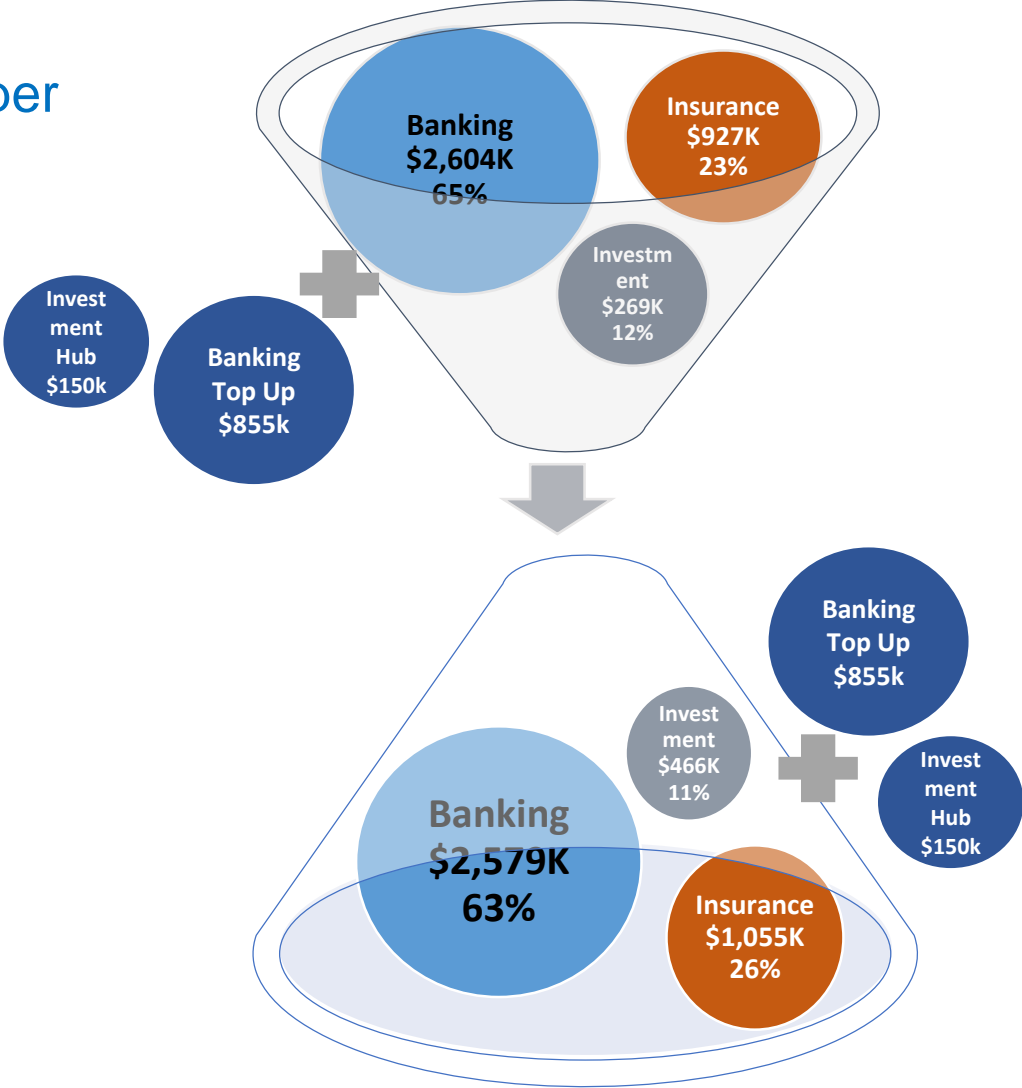 Banking
$2,604K
65%
Insurance
$927K
23%
Investm
ent
$269K
12%
Invest
ment
Hub
$150k
Banking
Top Up
$855k
Banking
Top Up
$855k
Invest
ment
$466K
11%
Invest
ment
Hub
$150k
Banking
$2,579K
63%
Insurance
$1,055K
26%